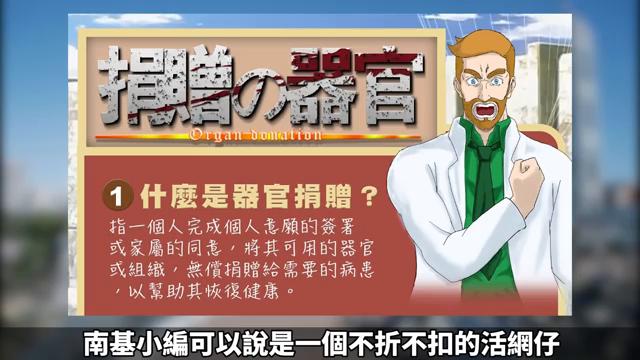 捐贈の器官
Organ donation
1 什麼是器官捐贈？
指一個人完成個人意願的簽署
或家屬的同意，將其可用的器官
或組織，無償捐贈給需要的病患
，以幫助其恢復健康。
南基小編可以說是一個不折不扣的活網仔